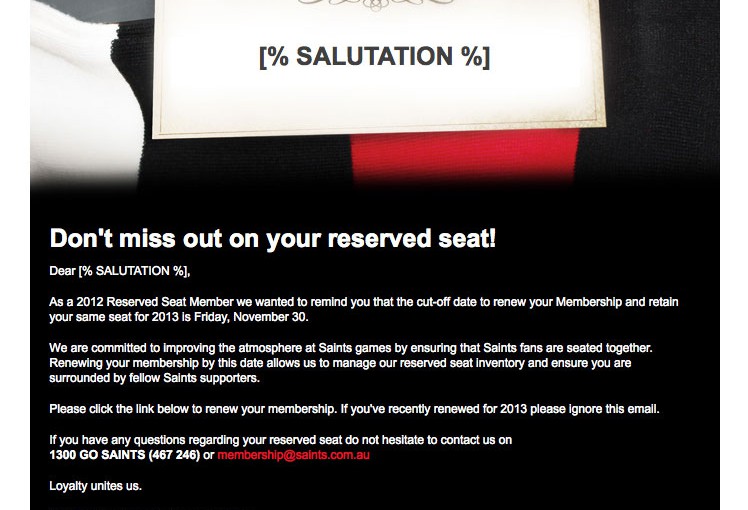 [% SALUTATION %]
Don't miss out on your reserved seat!
Dear [% SALUTATION %],
As a 2012 Reserved Seat Member we wanted to remind you that the cut-off date to renew your Membership and retain
your same seat for 2013 is Friday, November 30.
We are committed to improving the atmosphere at Saints games by ensuring that Saints fans are seated together.
Renewing your membership by this date allows us to manage our reserved seat inventory and ensure you are
surrounded by fellow Saints supporters.
Please click the link below to renew your membership. If you've recently renewed for 2013 please ignore this email.
If you have any questions regarding your reserved seat do not hesitate to contact us on
1300 GO SAINTS (467 246) or membership@saints.com.au
Loyalty unites us.